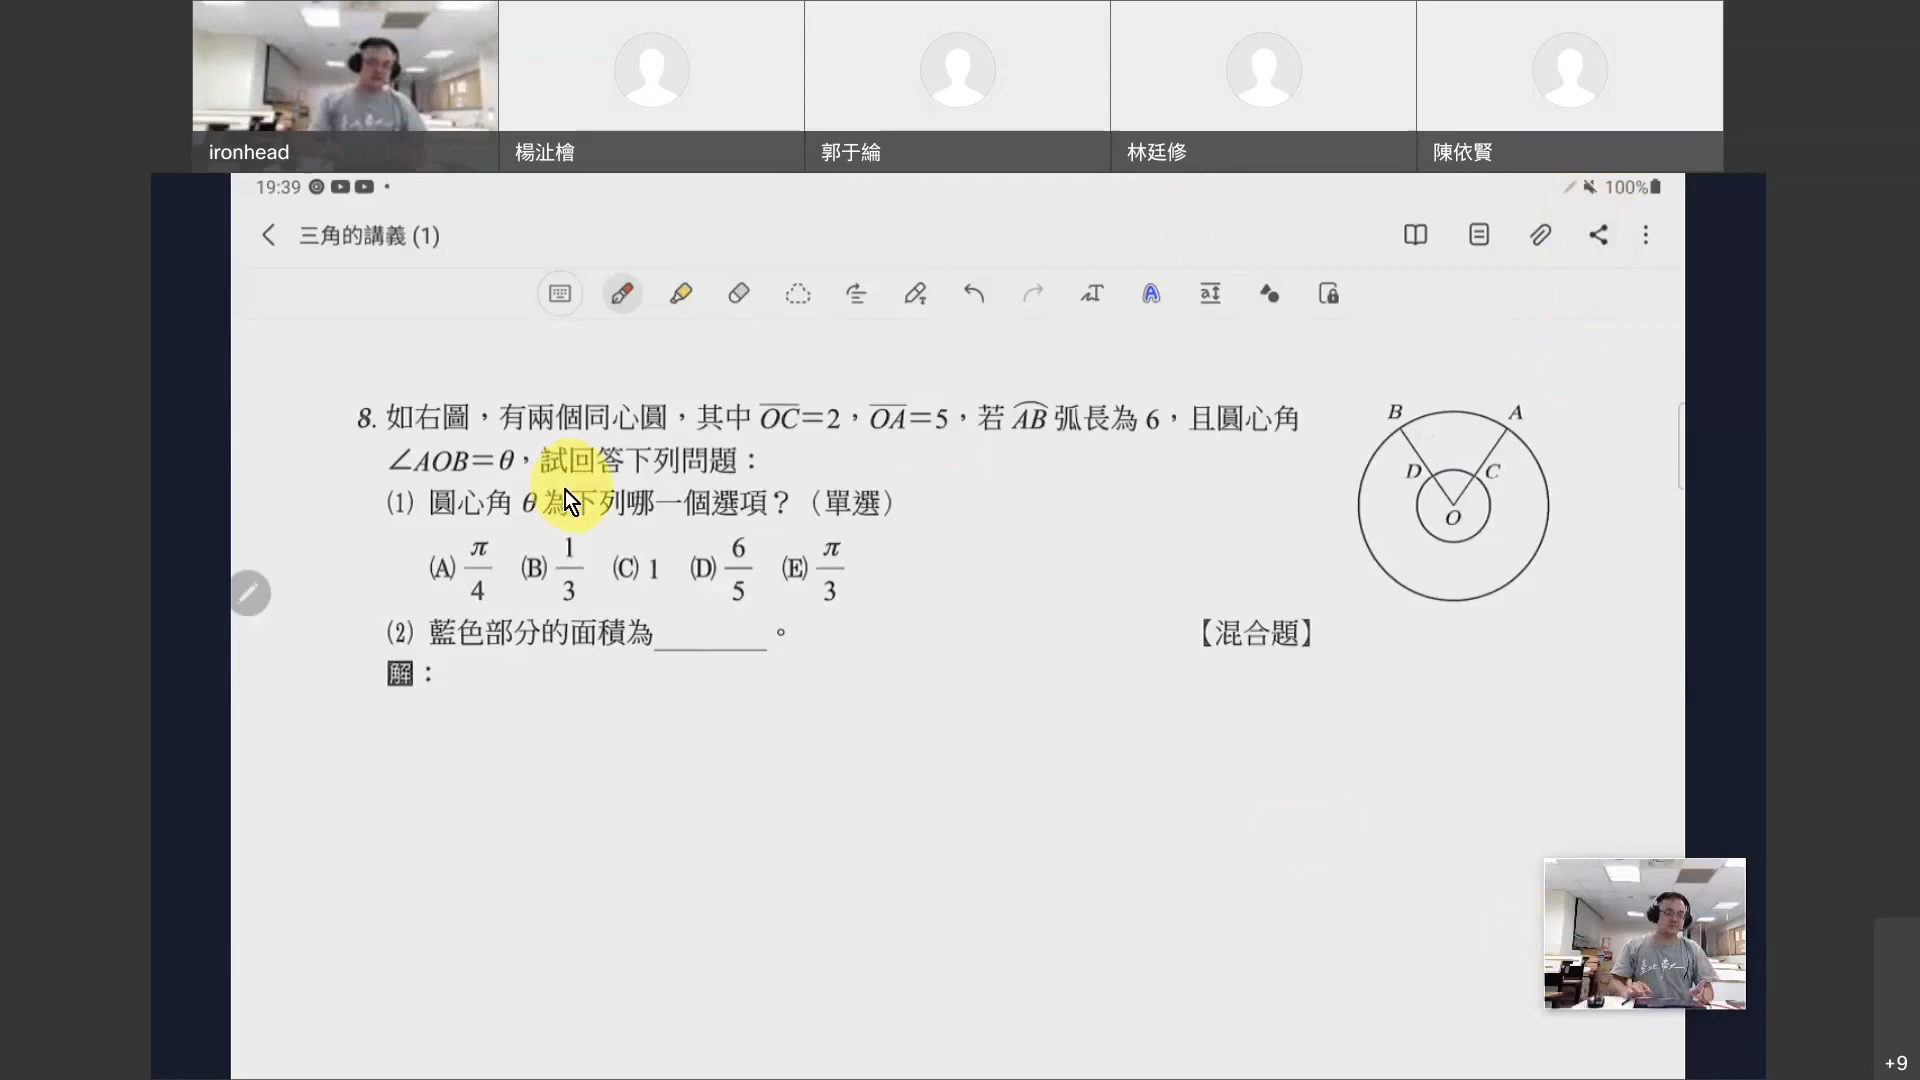 ironhead
楊沚檜
郭于綸
林廷修
陳依賢
19:39
100%
三角的講義 (1)
8. 如右圖，有兩個同心圓，其中 OC=2，OA=5，若 AB 弧長為 6，且圓心角
∠AOB=θ，試回答下列問題：
(1) 圓心角 θ 為下列哪一個選項？（單選）
(A) π/4 (B) 1/3 (C) 1 (D) 6/5 (E) π/3
(2) 藍色部分的面積為________。
【混合題】
解：
B
A
D
C
O
+9